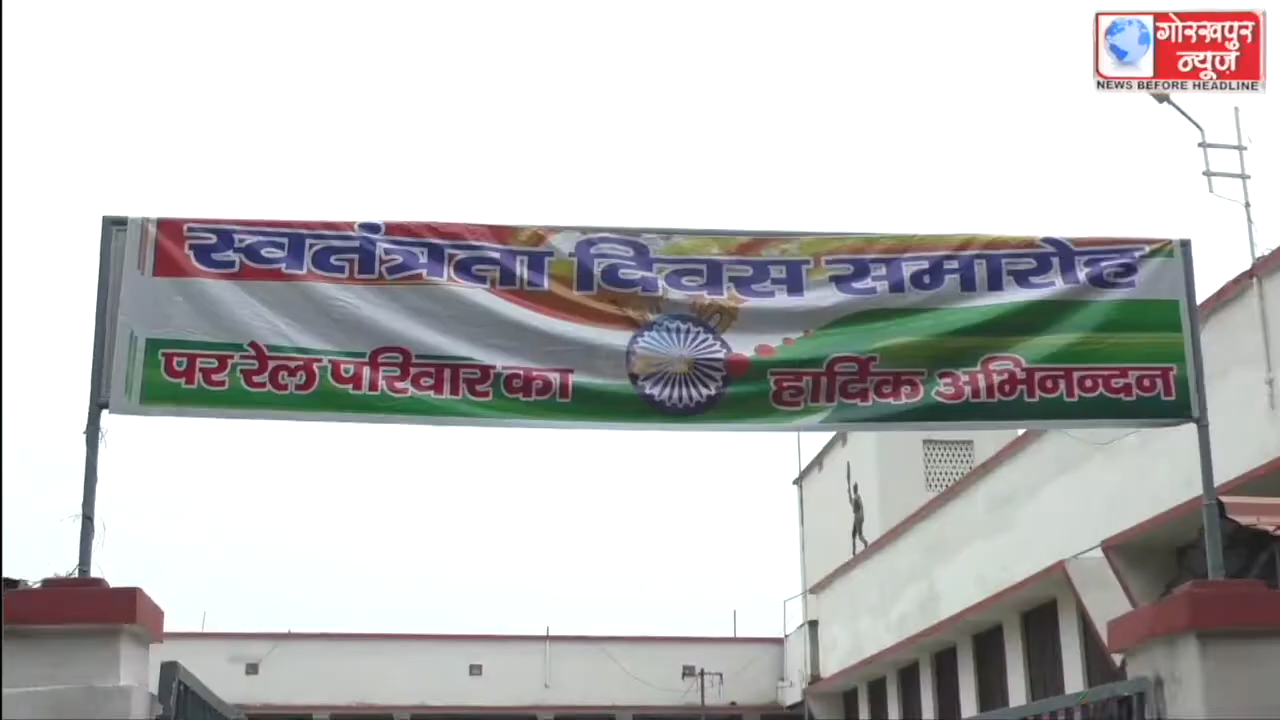 गोरखपुर
न्यूज़
NEWS BEFORE HEADLINE
स्वतंत्रता दिवस समारोह
पर रेल परिवार का हार्दिक अभिनन्दन